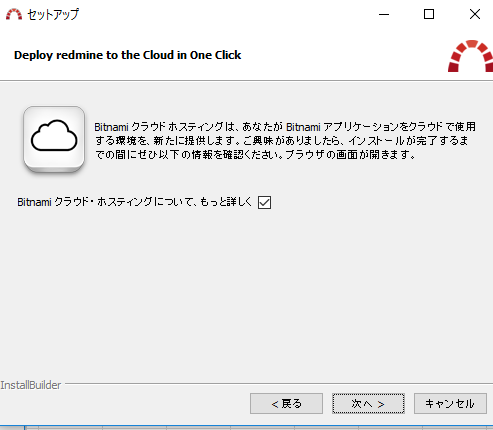 セットアップ
Deploy redmine to the Cloud in One Click
Bitnami クラウドホスティングは、あなたが Bitnami アプリケーションをクラウドで使用
する環境を、新たに提供します。ご興味がありましたら、インストールが完了するま
での間にぜひ以下の情報を確認ください。ブラウザの画面が開きます。
Bitnami クラウド・ホスティングについて、もっと詳しく
InstallBuilder
< 戻る
次へ >
キャンセル